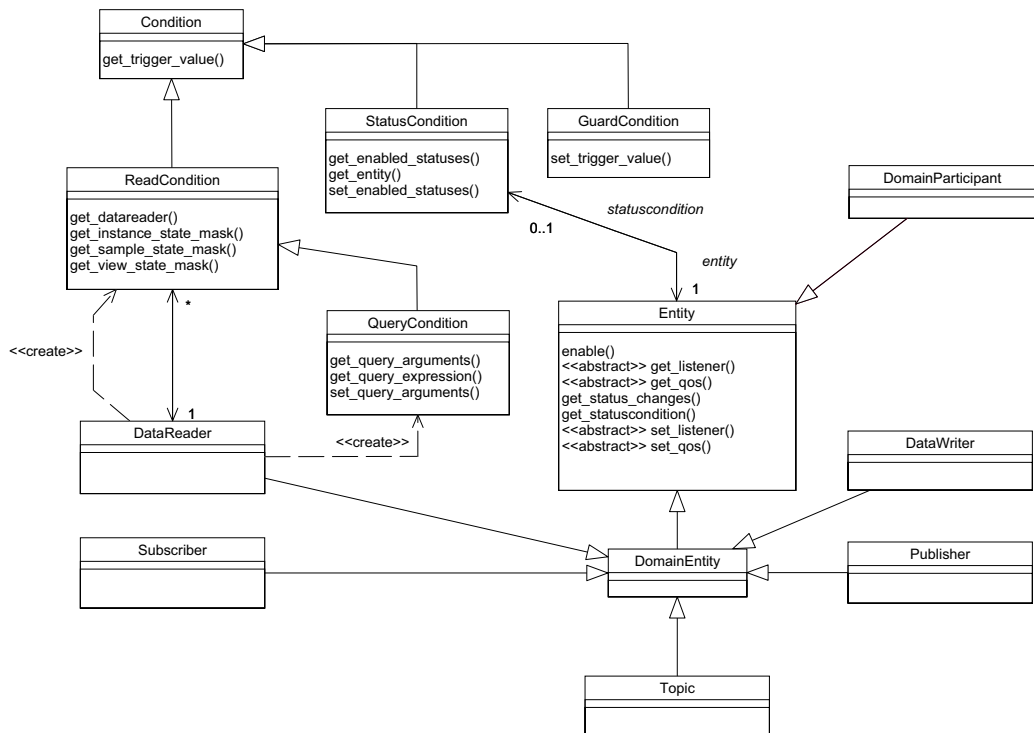 Condition
get_trigger_value()
StatusCondition
get_enabled_statuses()
get_entity()
set_enabled_statuses()
GuardCondition
set_trigger_value()
ReadCondition
get_datareader()
get_instance_state_mask()
get_sample_state_mask()
get_view_state_mask()
DomainParticipant
statuscondition
0..1
entity
1
*
<<create>>
QueryCondition
get_query_arguments()
get_query_expression()
set_query_arguments()
Entity
enable()
<<abstract>> get_listener()
<<abstract>> get_qos()
get_status_changes()
get_statuscondition()
<<abstract>> set_listener()
<<abstract>> set_qos()
1
DataReader
<<create>>
DataWriter
Subscriber
DomainEntity
Publisher
Topic